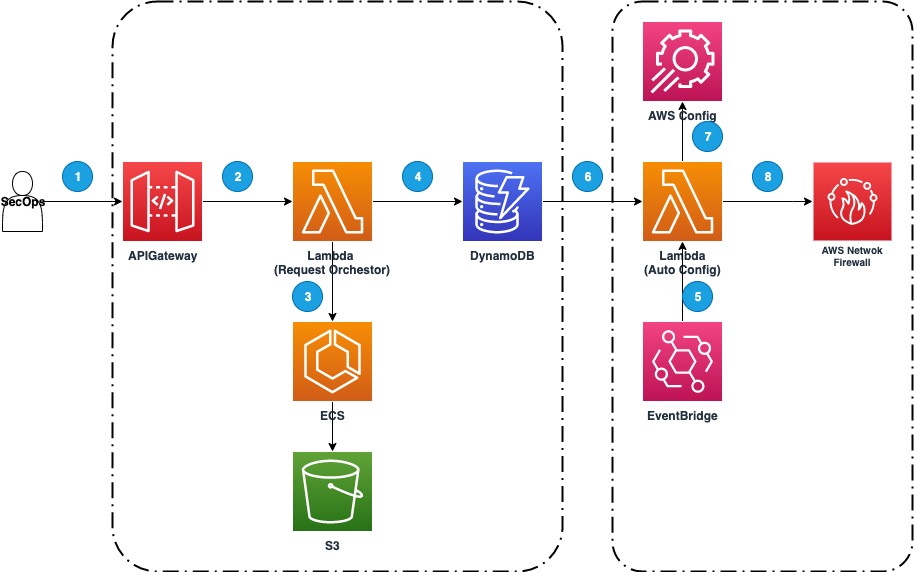 AWS Config
7
1
2
4
6
8
SecOps
</>
APIGateway
Lambda
(Request Orchestor)
DynamoDB
Lambda
(Auto Config)
AWS Netwok
Firewall
3
5
ECS
EventBridge
S3